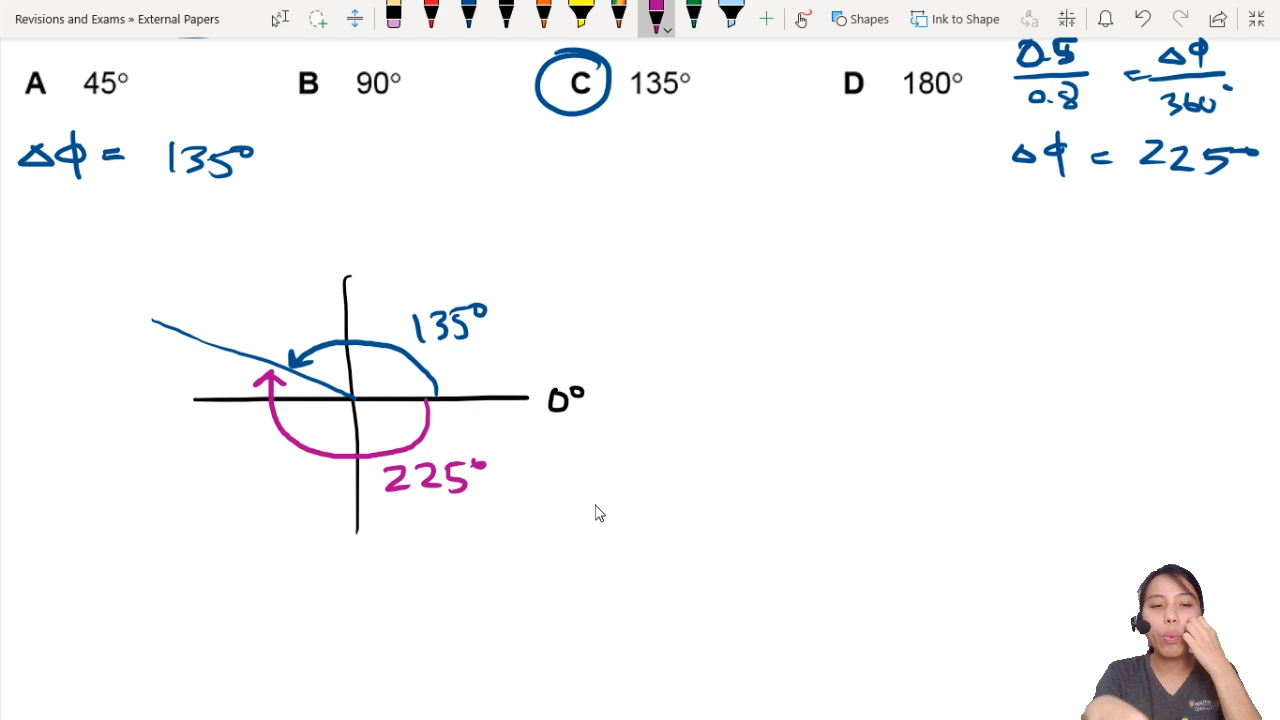 Revisions and Exams » External Papers
Shapes
Ink to Shape
A 45°
B 90°
C 135°
D 180°
0.5/0.8 = Δϕ/360°
Δϕ = 135°
Δϕ = 225°
135°
0°
225°